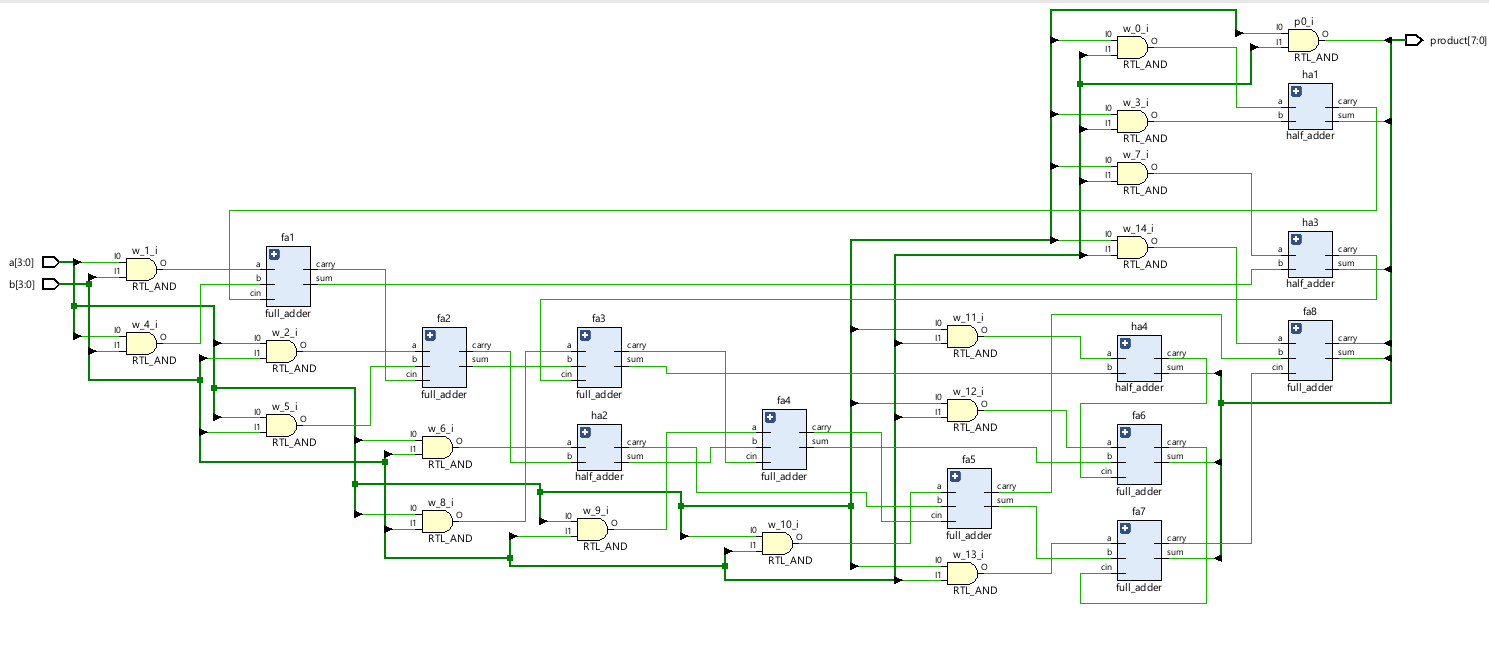 p0_i
I0
I1
O
RTL_AND
product[7:0]
w_0_i
I0
I1
O
RTL_AND
ha1
a
b
carry
sum
half_adder
w_3_i
I0
I1
O
RTL_AND
w_7_i
I0
I1
O
RTL_AND
w_14_i
I0
I1
O
RTL_AND
ha3
a
b
carry
sum
half_adder
a[3:0]
b[3:0]
w_1_i
I0
I1
O
RTL_AND
fa1
a
b
cin
carry
sum
full_adder
w_4_i
I0
I1
O
RTL_AND
w_2_i
I0
I1
O
RTL_AND
fa2
a
b
cin
carry
sum
full_adder
fa3
a
b
cin
carry
sum
full_adder
w_11_i
I0
I1
O
RTL_AND
ha4
a
b
carry
sum
half_adder
fa8
a
b
cin
carry
sum
full_adder
w_5_i
I0
I1
O
RTL_AND
w_6_i
I0
I1
O
RTL_AND
ha2
a
b
carry
sum
half_adder
fa4
a
b
cin
carry
sum
full_adder
w_12_i
I0
I1
O
RTL_AND
fa6
a
b
cin
carry
sum
full_adder
w_8_i
I0
I1
O
RTL_AND
w_9_i
I0
I1
O
RTL_AND
w_10_i
I0
I1
O
RTL_AND
fa5
a
b
cin
carry
sum
full_adder
w_13_i
I0
I1
O
RTL_AND
fa7
a
b
cin
carry
sum
full_adder